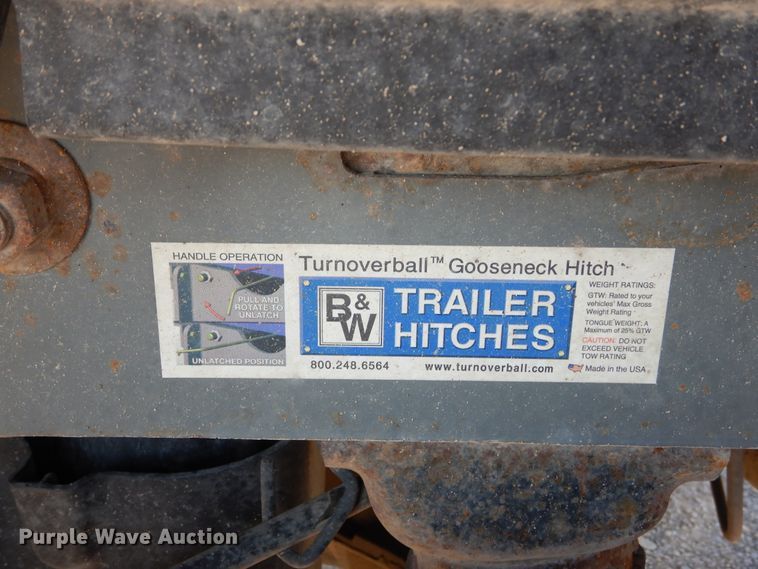 HANDLE OPERATION
PULL AND
ROTATE TO
UNLATCH
UNLATCHED POSITION
Turnoverball™ Gooseneck Hitch
B&W
TRAILER
HITCHES
800.248.6564
www.turnoverball.com
WEIGHT RATINGS:
GTW: Rated to your
vehicles' Max Gross
Weight Rating
TONGUE WEIGHT: A
Maximum of 25% GTW
CAUTION: DO NOT
EXCEED VEHICLE
TOW RATING
Made in the USA
Purple Wave Auction